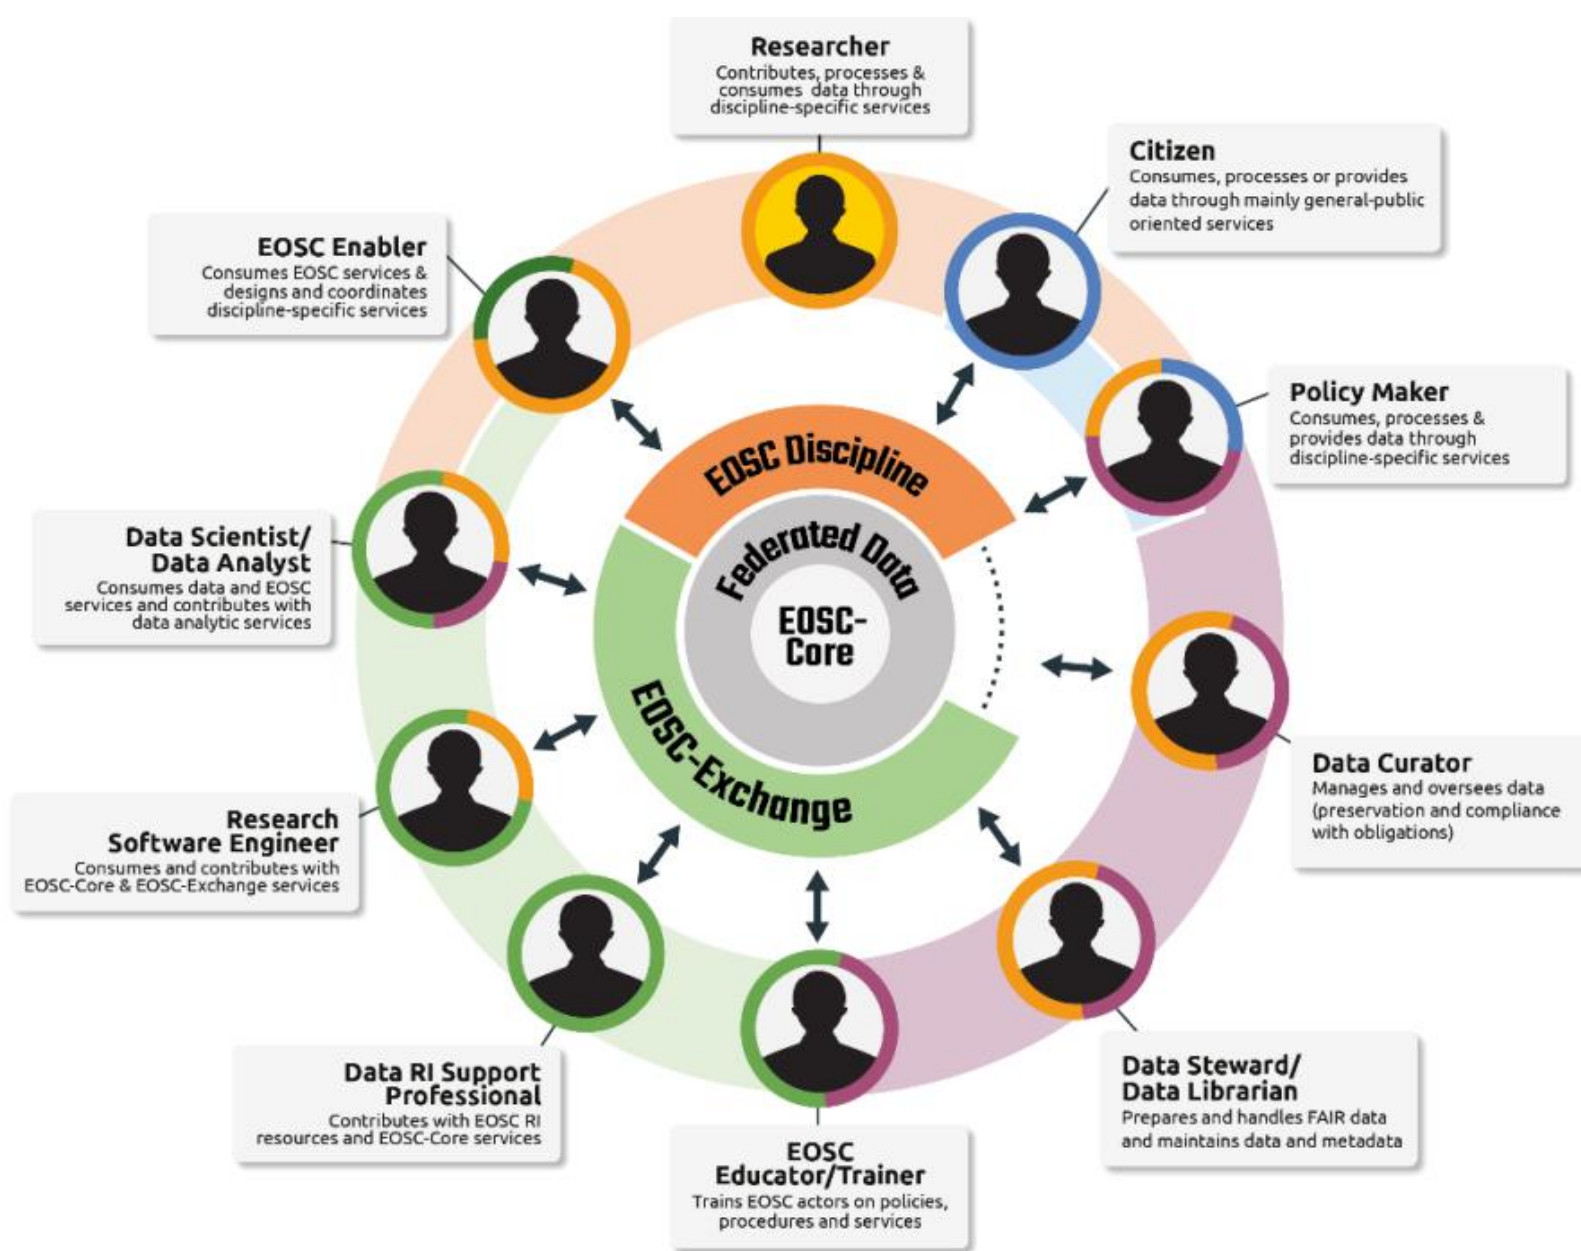 Researcher
Contributes, processes &
consumes data through
discipline-specific services
Citizen
Consumes, processes or provides
data through mainly general-public
oriented services
EOSC Enabler
Consumes EOSC services &
designs and coordinates
discipline-specific services
Policy Maker
Consumes, processes &
provides data through
discipline-specific services
EOSC Discipline
Federated Data
EOSC-
Core
EOSC-Exchange
Data Scientist/
Data Analyst
Consumes data and EOSC
services and contributes with
data analytic services
Data Curator
Manages and oversees data
(preservation and compliance
with obligations)
Research
Software Engineer
Consumes and contributes with
EOSC-Core & EOSC-Exchange services
Data RI Support
Professional
Contributes with EOSC RI
resources and EOSC-Core services
EOSC
Educator/Trainer
Trains EOSC actors on policies,
procedures and services
Data Steward/
Data Librarian
Prepares and handles FAIR data
and maintains data and metadata